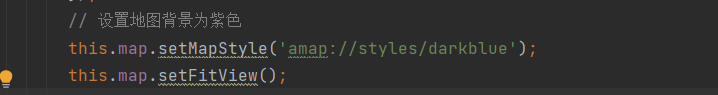 // 设置地图背景为紫色
this.map.setMapStyle('amap://styles/darkblue');
this.map.setFitView();